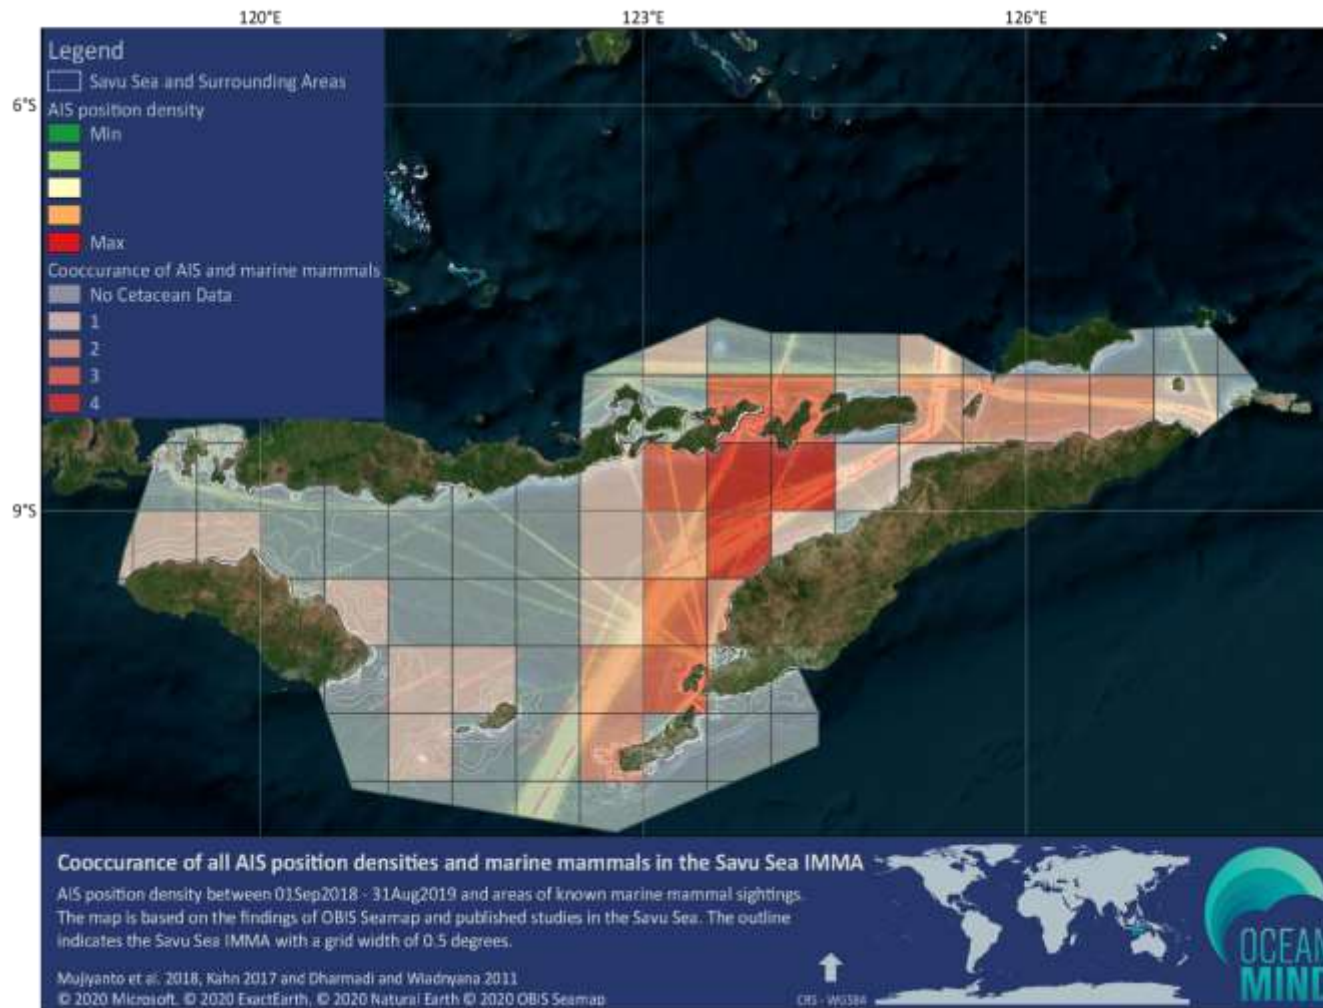 120°E 123°E 126°E
6°S
9°S
Legend
Savu Sea and Surrounding Areas
AIS position density
Min
Max
Cooccurance of AIS and marine mammals
No Cetacean Data
1
2
3
4
Cooccurance of all AIS position densities and marine mammals in the Savu Sea IMMA
AIS position density between 01Sep2018 - 31Aug2019 and areas of known marine mammal sightings.
The map is based on the findings of OBIS Seamap and published studies in the Savu Sea. The outline
indicates the Savu Sea IMMA with a grid width of 0.5 degrees.
Mujiyanto et al. 2018, Kahn 2017 and Dharmadi and Wiadnyana 2011
© 2020 Microsoft, © 2020 ExactEarth, © 2020 Natural Earth © 2020 OBIS Seamap
CRS - WGS84
OCEAN
MIND